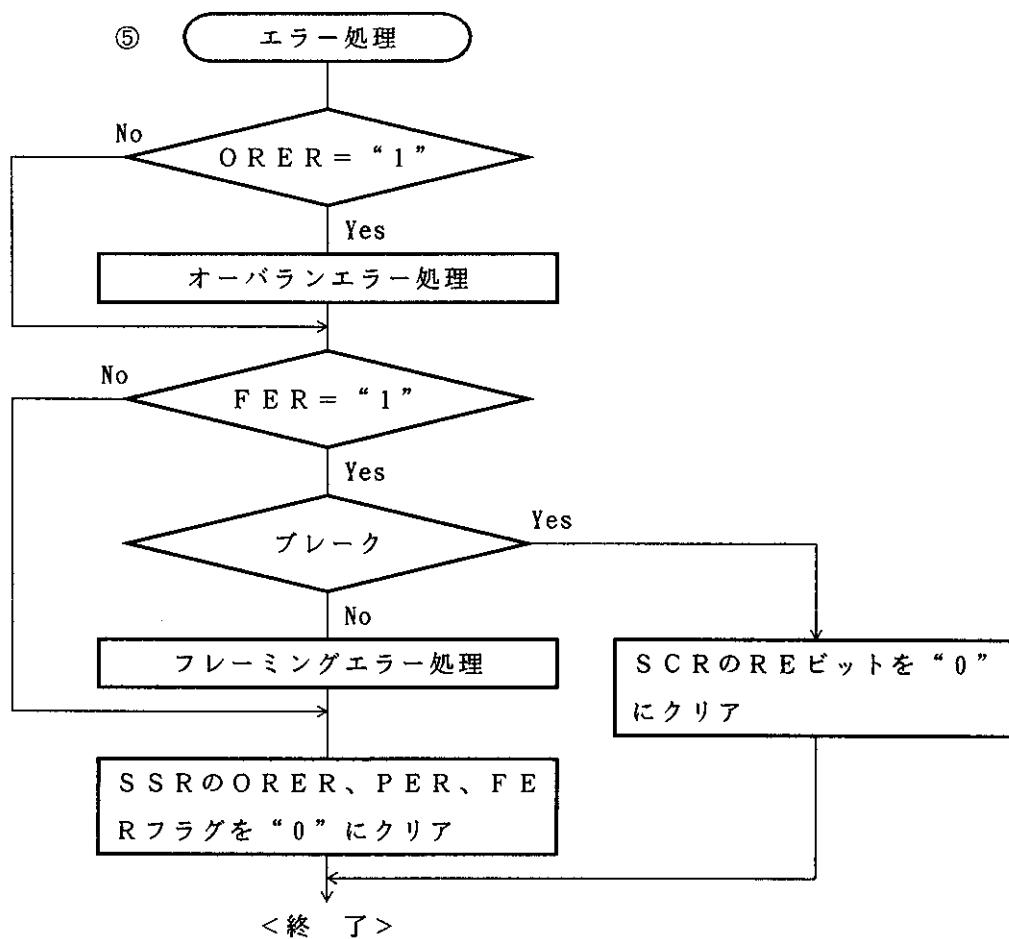 ⑤
エラー処理
No
ORER=“1”
Yes
オーバランエラー処理
No
FER=“1”
Yes
ブレーク
Yes
No
フレーミングエラー処理
SCRのREビットを“0”
にクリア
SSRのORER、PER、FE
Rフラグを“0”にクリア
<終 了>